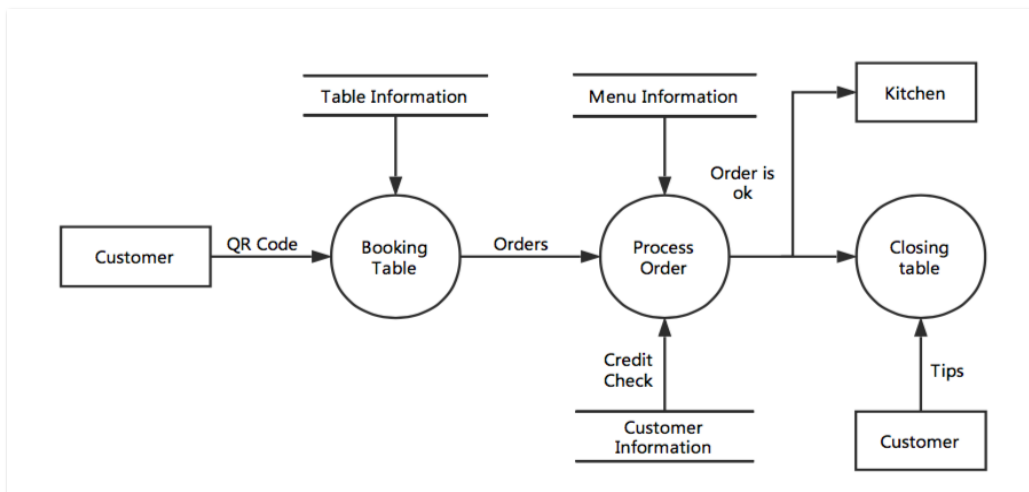 Table Information
Menu Information
Kitchen
Order is
ok
Customer
QR Code
Booking
Table
Orders
Process
Order
Closing
table
Credit
Check
Tips
Customer
Information
Customer